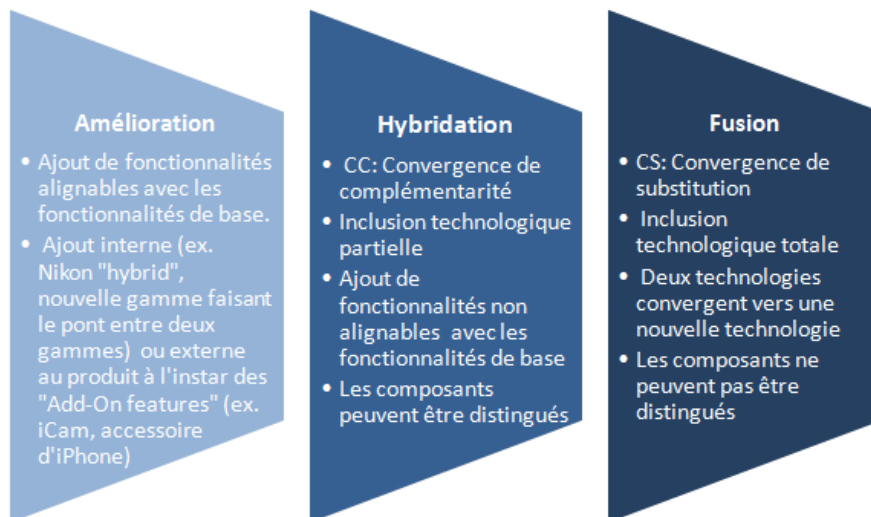 Amélioration
• Ajout de fonctionnalités
alignables avec les
fonctionnalités de base.
• Ajout interne (ex.
Nikon "hybrid",
nouvelle gamme faisant
le pont entre deux
gammes) ou externe
au produit à l'instar des
"Add-On features" (ex.
iCam, accessoire
d'iPhone)
Hybridation
• CC: Convergence de
complémentarité
• Inclusion technologique
partielle
• Ajout de
fonctionnalités non
alignables avec les
fonctionnalités de base
• Les composants
peuvent être distingués
Fusion
• CS: Convergence de
substitution
• Inclusion
technologique totale
• Deux technologies
convergent vers une
nouvelle technologie
• Les composants ne
peuvent pas être
distingués